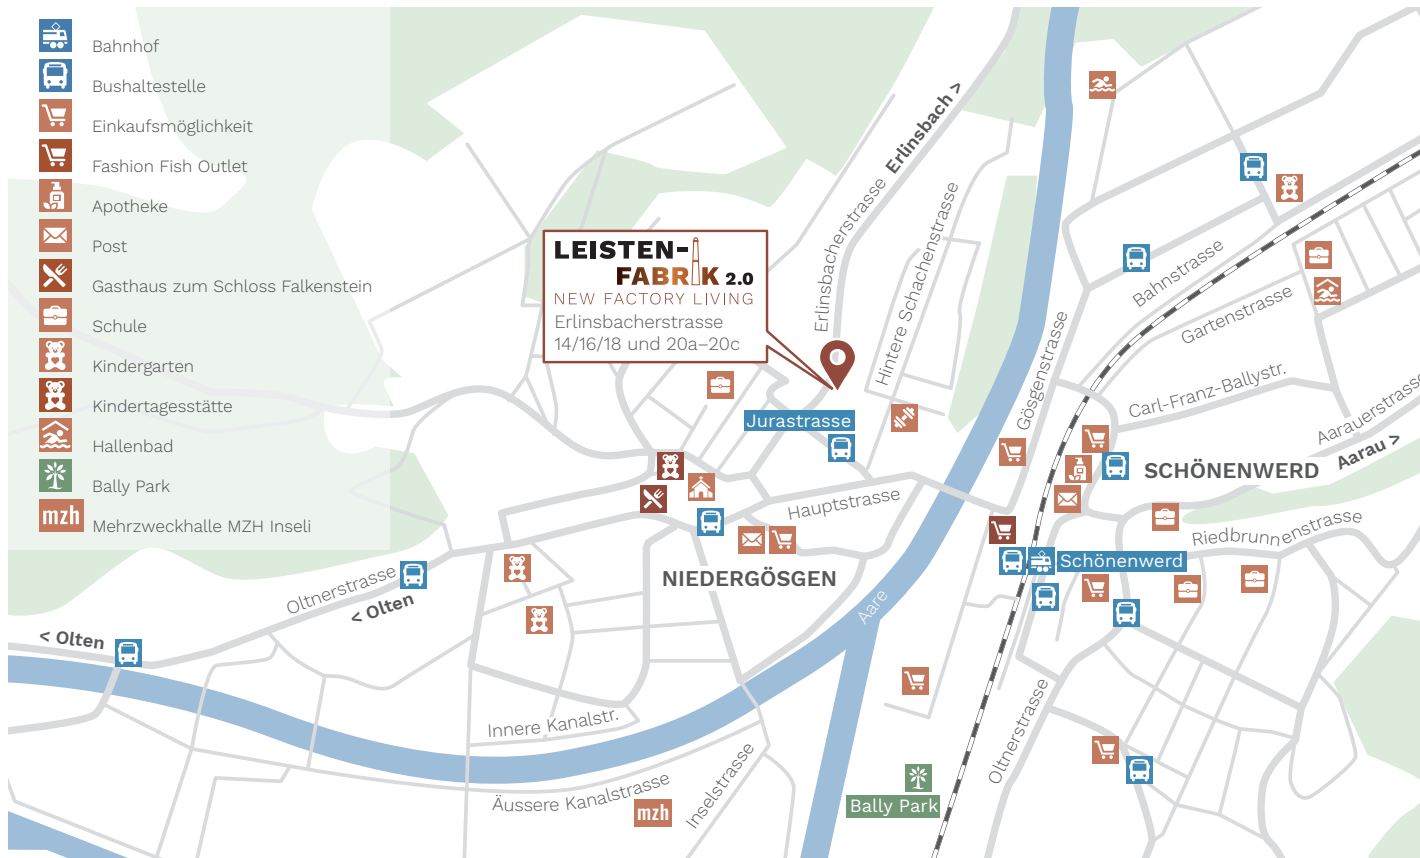 Bahnhof
Bushaltestelle
Einkaufsmöglichkeit
Fashion Fish Outlet
Apotheke
Post
Gasthaus zum Schloss Falkenstein
Schule
Kindergarten
Kindertagesstätte
Hallenbad
Bally Park
mzh Mehrzweckhalle MZH Inseli
LEISTEN-
FABRIK 2.0
NEW FACTORY LIVING
Erlinsbacherstrasse
14/16/18 und 20a–20c
Erlinsbach >
Erlinsbacherstrasse
Hintere Schachenstrasse
Jurastrasse
Hauptstrasse
NIEDERGÖSGEN
Oltnerstrasse
< Olten
< Olten
Innere Kanalstr.
Äussere Kanalstrasse
Inselstrasse
mzh
Aare
Bally Park
Bahnstrasse
Gartenstrasse
Gösgenstrasse
Carl-Franz-Ballystr.
Aarauerstrasse
Aarau >
SCHÖNENWERD
Riedbrunnenstrasse
Schönenwerd
Oltnerstrasse